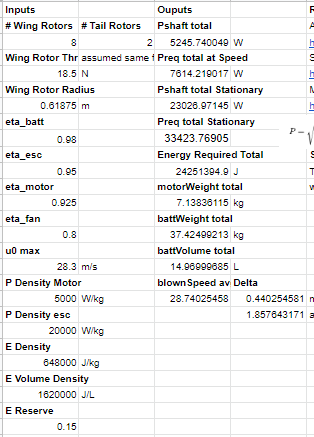 Inputs Ouputs
# Wing Rotors # Tail Rotors Pshaft total
8 2 5245.740049 W
Wing Rotor Thr assumed same Preq total at Speed
18.5 N 7614.219017 W
Wing Rotor Radius Pshaft total Stationary
0.61875 m 23026.97145 W
eta_batt Preq total Stationary
0.98 33423.76905 P =
eta_esc Energy Required Total
0.95 24251394.9 J
eta_motor motorWeight total
0.925 7.13836115 kg
eta_fan battWeight total
0.8 37.42499213 kg
u0 max battVolume total
28.3 m/s 14.96999685 L
P Density Motor blownSpeed av Delta
5000 W/kg 28.74025458 0.440254581
P Density esc 1.857643171
20000 W/kg
E Density
648000 J/kg
E Volume Density
1620000 J/L
E Reserve
0.15